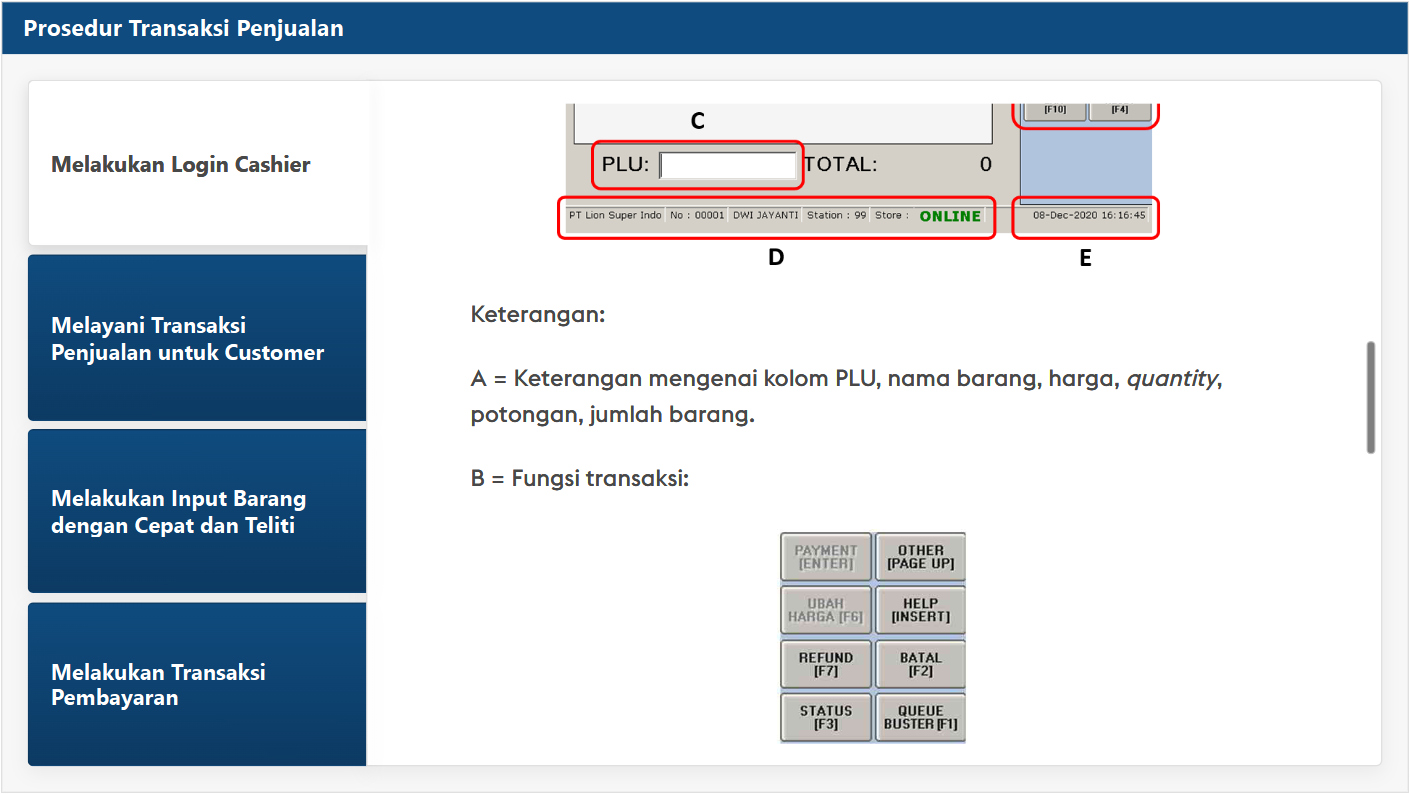 Prosedur Transaksi Penjualan
Melakukan Login Cashier
Melayani Transaksi
Penjualan untuk Customer
Melakukan Input Barang
dengan Cepat dan Teliti
Melakukan Transaksi
Pembayaran
[F10] [F4]
C
PLU: TOTAL: 0
PT Lion Super Indo No : 00001 DWI JAYANTI Station : 99 Store : ONLINE 08-Dec-2020 16:16:45
D E
Keterangan:
A = Keterangan mengenai kolom PLU, nama barang, harga, quantity,
potongan, jumlah barang.
B = Fungsi transaksi:
PAYMENT
[ENTER]
OTHER
[PAGE UP]
UBAH
HARGA [F6]
HELP
[INSERT]
REFUND
[F7]
BATAL
[F2]
STATUS
[F3]
QUEUE
BUSTER [F1]